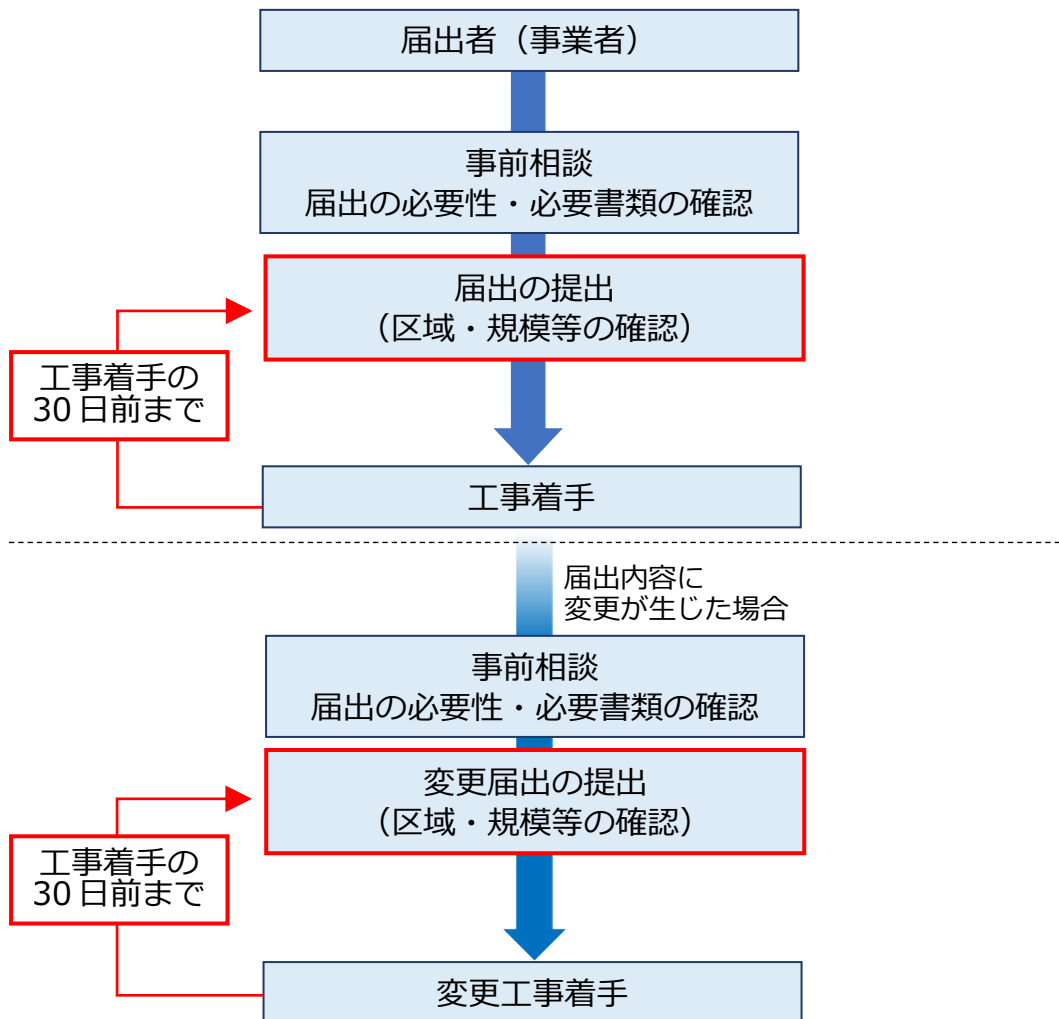 届出者（事業者）
事前相談
届出の必要性・必要書類の確認
届出の提出
（区域・規模等の確認）
工事着手の
30日前まで
工事着手
届出内容に
変更が生じた場合
事前相談
届出の必要性・必要書類の確認
変更届出の提出
（区域・規模等の確認）
工事着手の
30日前まで
変更工事着手